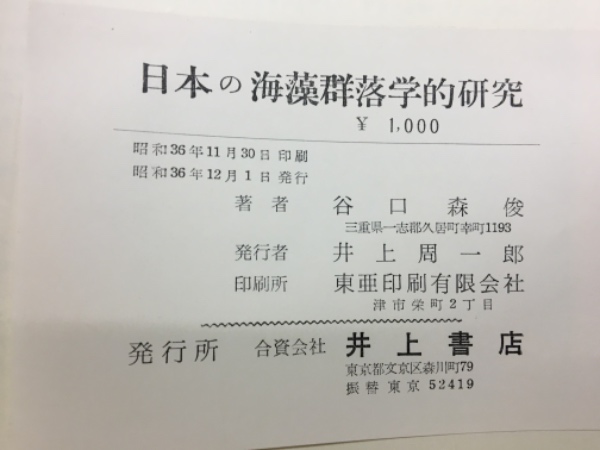 日本の海藻群落学的研究
¥ 1,000
昭和36年11月30日 印刷
昭和36年12月1日 発行
著者 谷口森俊
三重県一志郡久居町幸町1193
発行者 井上周一郎
印刷所 東亜印刷有限会社
津市栄町2丁目
発行所 合資会社 井上書店
東京都文京区森川町79
振替東京 52419